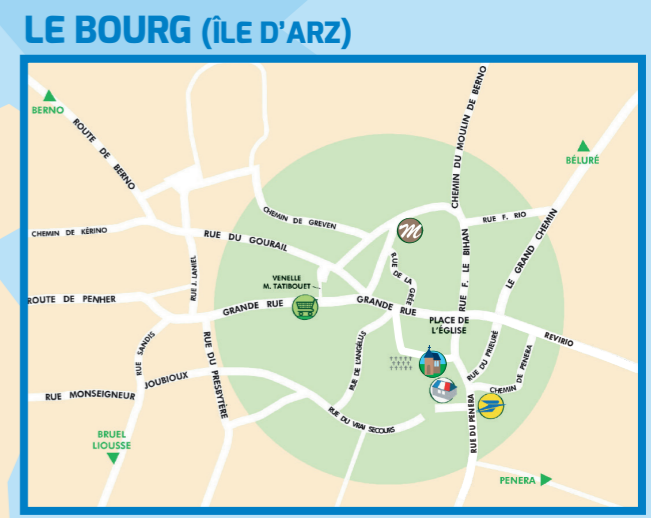 LE BOURG (ÎLE D'ARZ)
BERNO
ROUTE DE BERNO
CHEMIN DU MOULIN DE BERNO
BÉLURÉ
CHEMIN DE KÉRINO
CHEMIN DE GREVEN
RUE F. RIO
RUE DU GOURAIL
M
RUE DE LA GRÉE
RUE F. LE BIHAN
LE GRAND CHEMIN
RUE J. LANIEL
VENELLE
M. TATIBOUET
ROUTE DE PENHER
GRANDE RUE
GRANDE RUE
PLACE DE
L'ÉGLISE
REVIRIO
RUE SANDIS
RUE DU PRESBYTÈRE
RUE DE L'ANGÉLUS
RUE DU PRIEURÉ
CHEMIN DE PENERA
RUE MONSEIGNEUR JOUBIOUX
RUE DU VRAI SECOURS
RUE DU PENERA
BRUEL
LIOUSSE
PENERA